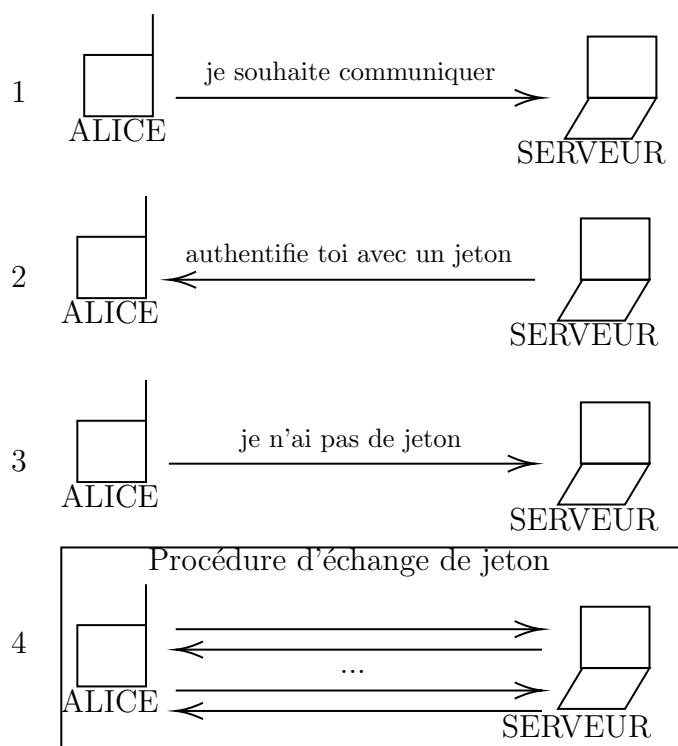 je souhaite communiquer
1
ALICE
SERVEUR
authentifie toi avec un jeton
2
ALICE
SERVEUR
je n'ai pas de jeton
3
ALICE
SERVEUR
Procédure d'échange de jeton
4
...
ALICE
SERVEUR